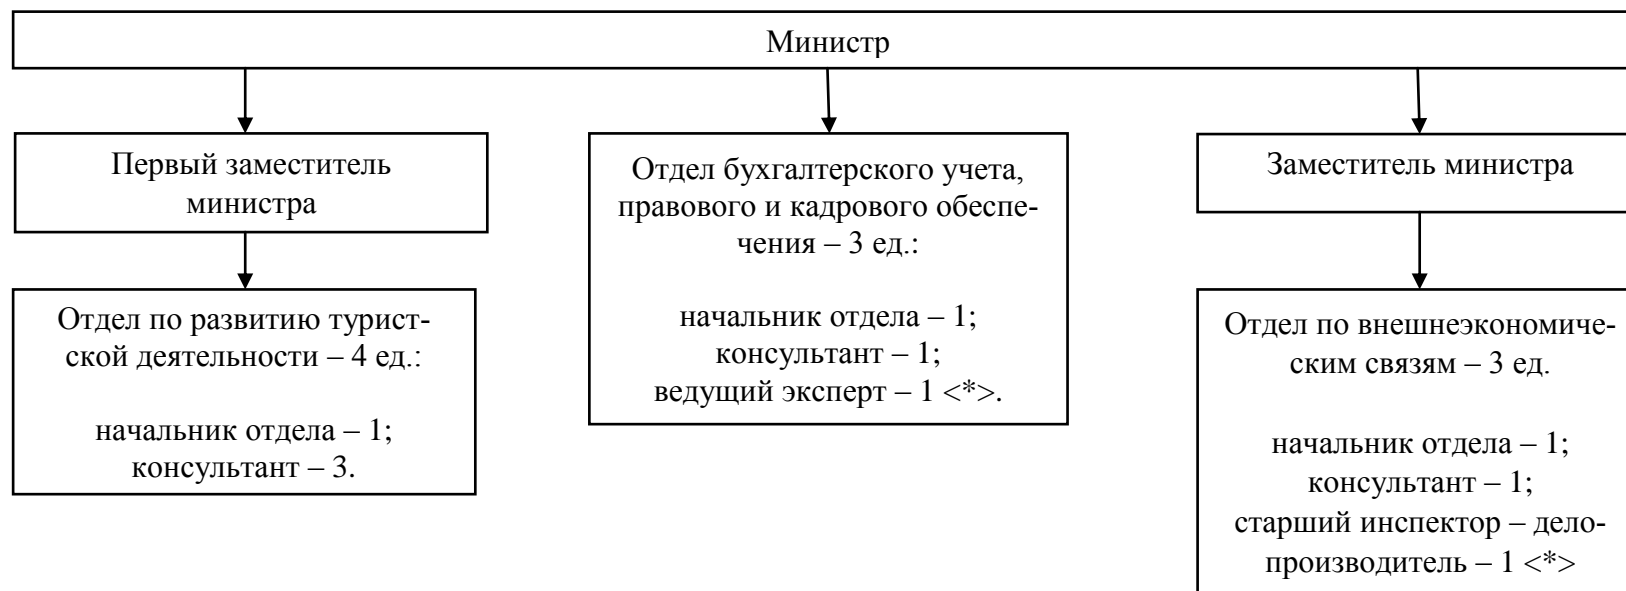 Министр
Первый заместитель
министра
Отдел по развитию турист-
ской деятельности – 4 ед.:
начальник отдела – 1;
консультант – 3.
Отдел бухгалтерского учета,
правового и кадрового обеспе-
чения – 3 ед.:
начальник отдела – 1;
консультант – 1;
ведущий эксперт – 1 <*>.
Заместитель министра
Отдел по внешнеэкономиче-
ским связям – 3 ед.
начальник отдела – 1;
консультант – 1;
старший инспектор – дело-
производитель – 1 <*>